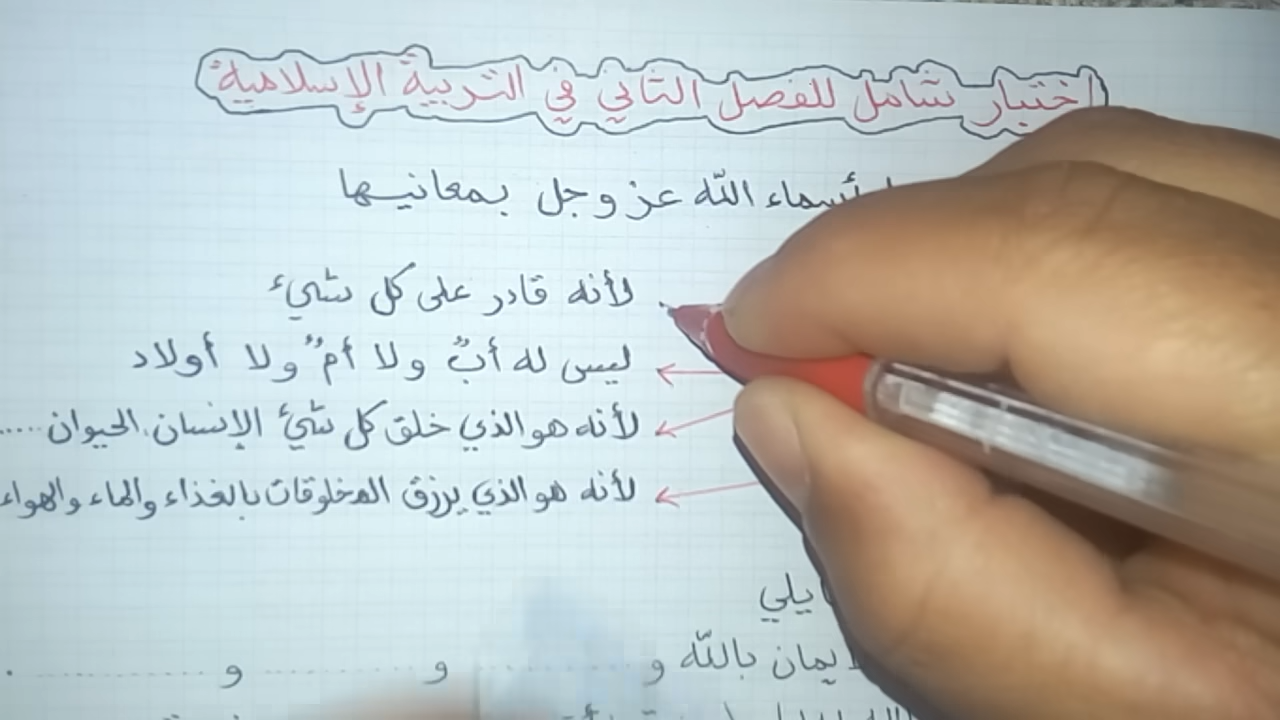 اختبار شامل للفصل الثاني في التربية الإسلامية
أسماء الله عز وجل بمعانيها
لأنه قادر على كل شيء
ليس له أبٌ ولا أمٌ ولا أولاد
لأنه هو الذي خلق كل شيئ الإنسان، الحيوان .....
لأنه هو الذي يرزق المخلوقات بالغذاء والماء والهواء
يلي
بالله و ............ و ............ و ............ .